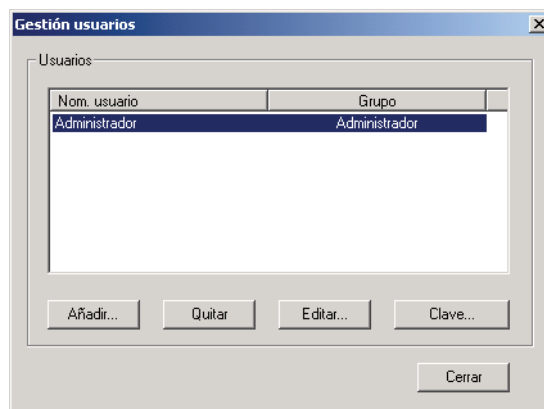 Gestión usuarios
Usuarios
Nom. usuario Grupo
Administrador Administrador
Añadir... Quitar Editar... Clave...
Cerrar